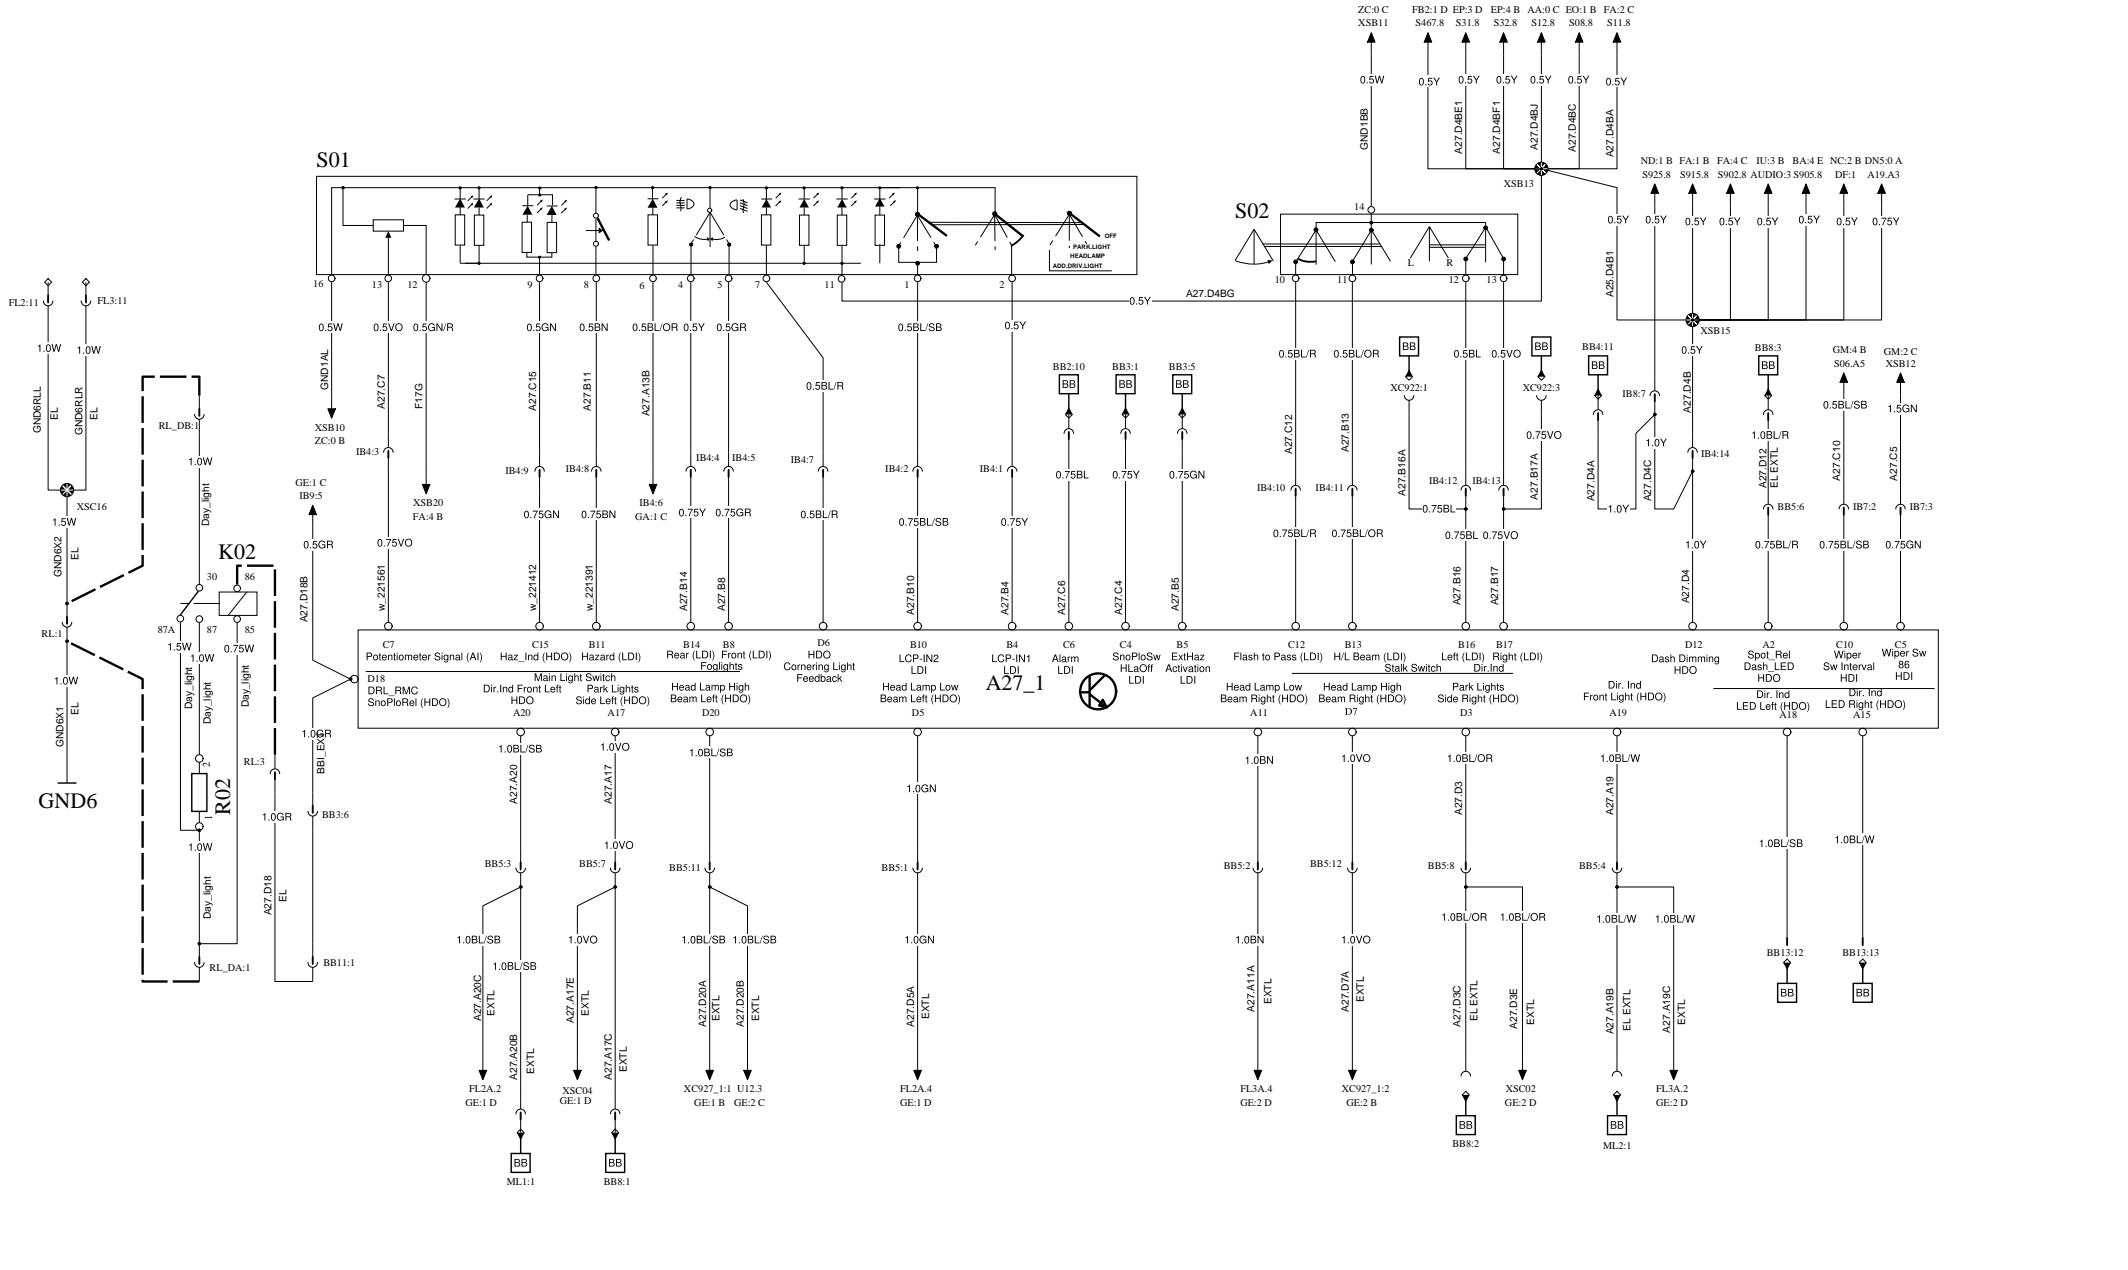 ZC:0 C FB2:1 D EP:3 D EP:4 B AA:0 C EO:1 B FA:2 C
XSB11 S467.8 S31.8 S32.8 S12.8 S08.8 S11.8
0.5W 0.5Y 0.5Y 0.5Y 0.5Y 0.5Y 0.5Y
GND1BB A27.D4BE1 A27.D4BF1 A27.D4BJ A27.D4BC A27.D4BA
S01
XSB13
ND:1 B FA:1 B FA:4 C IU:3 B BA:4 E NC:2 B DN5:0 A
S925.8 S915.8 S902.8 AUDIO:3 S905.8 DF:1 A19.A3
S02 14
0.5Y 0.5Y 0.5Y 0.5Y 0.5Y 0.5Y 0.5Y 0.75Y
OFF
PARK.LIGHT
HEADLAMP
ADD.DRIV.LIGHT
L R
A25.D4B1
16 13 12 9 8 6 4 5 7 11 1 2 10 11 12 13
0.5Y A27.D4BG
FL2:11 FL3:11
XSB15
0.5W 0.5VO 0.5GN/R 0.5GN 0.5BN 0.5BL/OR 0.5Y 0.5GR 0.5BL/SB 0.5Y
1.0W 1.0W
GND1AL A27.C7 F17G A27.C15 A27.B11 A27.A13B 0.5BL/R
BB2:10 BB3:1 BB3:5
BB BB BB
0.5BL/R 0.5BL/OR BB 0.5BL 0.5VO BB
XC922:1 XC922:3
BB4:11 BB8:3 GM:4 B GM:2 C
BB BB S06.A5 XSB12
0.5Y A27.D4B
GND6RLL EL GND6RLR EL
RL_DB:1
XSB10
ZC:0 B
IB8:7
0.5BL/SB 1.5GN
1.0BL/R
IB4:3 IB4:9 IB4:8 IB4:4 IB4:5 IB4:7 IB4:2 IB4:1
A27.C12 A27.B13 A27.B16A 0.75VO A27.B17A
A27.D4A 1.0Y A27.D4C IB4:14 A27.D12 EL EXTL A27.C10 A27.C5
1.0W
Day_light
XSC16
GE:1 C
IB9:5
XSB20
FA:4 B
IB4:6
GA:1 C
0.75BL 0.75Y 0.75GN
IB4:10 IB4:11 IB4:12 IB4:13
0.75BL 1.0Y BB5:6 IB7:2 IB7:3
1.5W
GND6X2 EL
0.75GN 0.75BN 0.75Y 0.75GR 0.5BL/R 0.75BL/SB 0.75Y
0.5GR 0.75VO
0.75BL/R 0.75BL/OR 0.75BL 0.75VO 1.0Y 0.75BL/R 0.75BL/SB 0.75GN
K02
30 86
A27.D18B w_221561 w_221412 w_221391 A27.B14 A27.B8 A27.B10 A27.B4 A27.C6 A27.C4 A27.B5 A27.B16 A27.B17 A27.D4
RL:1
87A 87 85
1.5W 1.0W 0.75W
Day_light Day_light Day_light
C7
Potentiometer Signal (AI)
C15
Haz_Ind (HDO)
B11
Hazard (LDI)
B14
Rear (LDI)
B8
Front (LDI)
Foglights
D6
HDO
Cornering Light
Feedback
B10
LCP-IN2
LDI
B4
LCP-IN1
LDI
C6
Alarm
LDI
C4
SnoPloSw
HLaOff
LDI
B5
ExtHaz
Activation
LDI
C12
Flash to Pass (LDI)
B13
H/L Beam (LDI)
Stalk Switch
B16
Left (LDI)
B17
Right (LDI)
Dir.Ind
D12
Dash Dimming
HDO
A2
Spot_Rel
Dash_LED
HDO
C10
Wiper
Sw Interval
HDI
C5
Wiper Sw
86
HDI
D18
DRL_RMC
SnoPloRel (HDO)
Main Light Switch
Dir.Ind Front Left
HDO
A20
Park Lights
Side Left (HDO)
A17
Head Lamp High
Beam Left (HDO)
D20
Head Lamp Low
Beam Left (HDO)
D5
A27_1
Head Lamp Low
Beam Right (HDO)
A11
Head Lamp High
Beam Right (HDO)
D7
Park Lights
Side Right (HDO)
D3
Dir. Ind
Front Light (HDO)
A19
Dir. Ind
LED Left (HDO)
A18
Dir. Ind
LED Right (HDO)
A15
1.0W
GND6X1 EL
GND6
2
R02
1
1.0GR
BBI_EX
RL:3
1.0GR
BB3:6
1.0W
Day_light
A27.D18 EL
RL_DA:1
BB11:1
1.0BL/SB 1.0VO 1.0BL/SB 1.0GN 1.0BN 1.0VO 1.0BL/OR 1.0BL/W
A27.A20 A27.A17 A27.D3 A27.A19
1.0VO 1.0BL/SB 1.0BL/W
BB5:3 BB5:7 BB5:11 BB5:1 BB5:2 BB5:12 BB5:8 BB5:4
1.0BL/OR 1.0BL/OR 1.0BL/W 1.0BL/W
1.0BL/SB 1.0VO 1.0BL/SB 1.0BL/SB 1.0GN 1.0BN 1.0VO
1.0BL/SB
BB13:12 BB13:13
BB BB
A27.A20C EXTL A27.A17E EXTL A27.D20A EXTL A27.D20B EXTL A27.D5A EXTL A27.A11A EXTL A27.D7A EXTL A27.D3C EL EXTL A27.D3E EXTL A27.A19B EL EXTL A27.A19C EXTL
A27.A20B EXTL A27.A17C EXTL
FL2A.2 XSC04 XC927_1:1 U12.3 FL2A.4 FL3A.4 XC927_1:2 XSC02 FL3A.2
GE:1 D GE:1 D GE:1 B GE:2 C GE:1 D GE:2 D GE:2 B GE:2 D GE:2 D
BB BB
BB8:2 ML2:1
BB BB
ML1:1 BB8:1